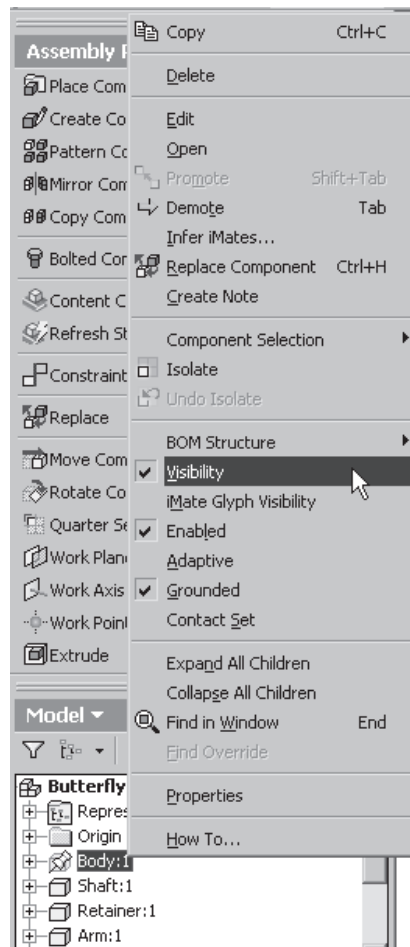 Assembly
Place Com
Create Co
Pattern Co
Mirror Com
Copy Com
Bolted Con
Content C
Refresh St
Constraint
Replace
Move Com
Rotate Co
Quarter Se
Work Plan
Work Axis
Work Point
Extrude
Copy Ctrl+C
Delete
Edit
Open
Promote Shift+Tab
Demote Tab
Infer iMates...
Replace Component Ctrl+H
Create Note
Component Selection
Isolate
Undo Isolate
BOM Structure
Visibility
iMate Glyph Visibility
Enabled
Adaptive
Grounded
Contact Set
Expand All Children
Collapse All Children
Find in Window End
Find Override
Properties
How To...
Model
Butterfly
Repres
Origin
Body:1
Shaft:1
Retainer:1
Arm:1